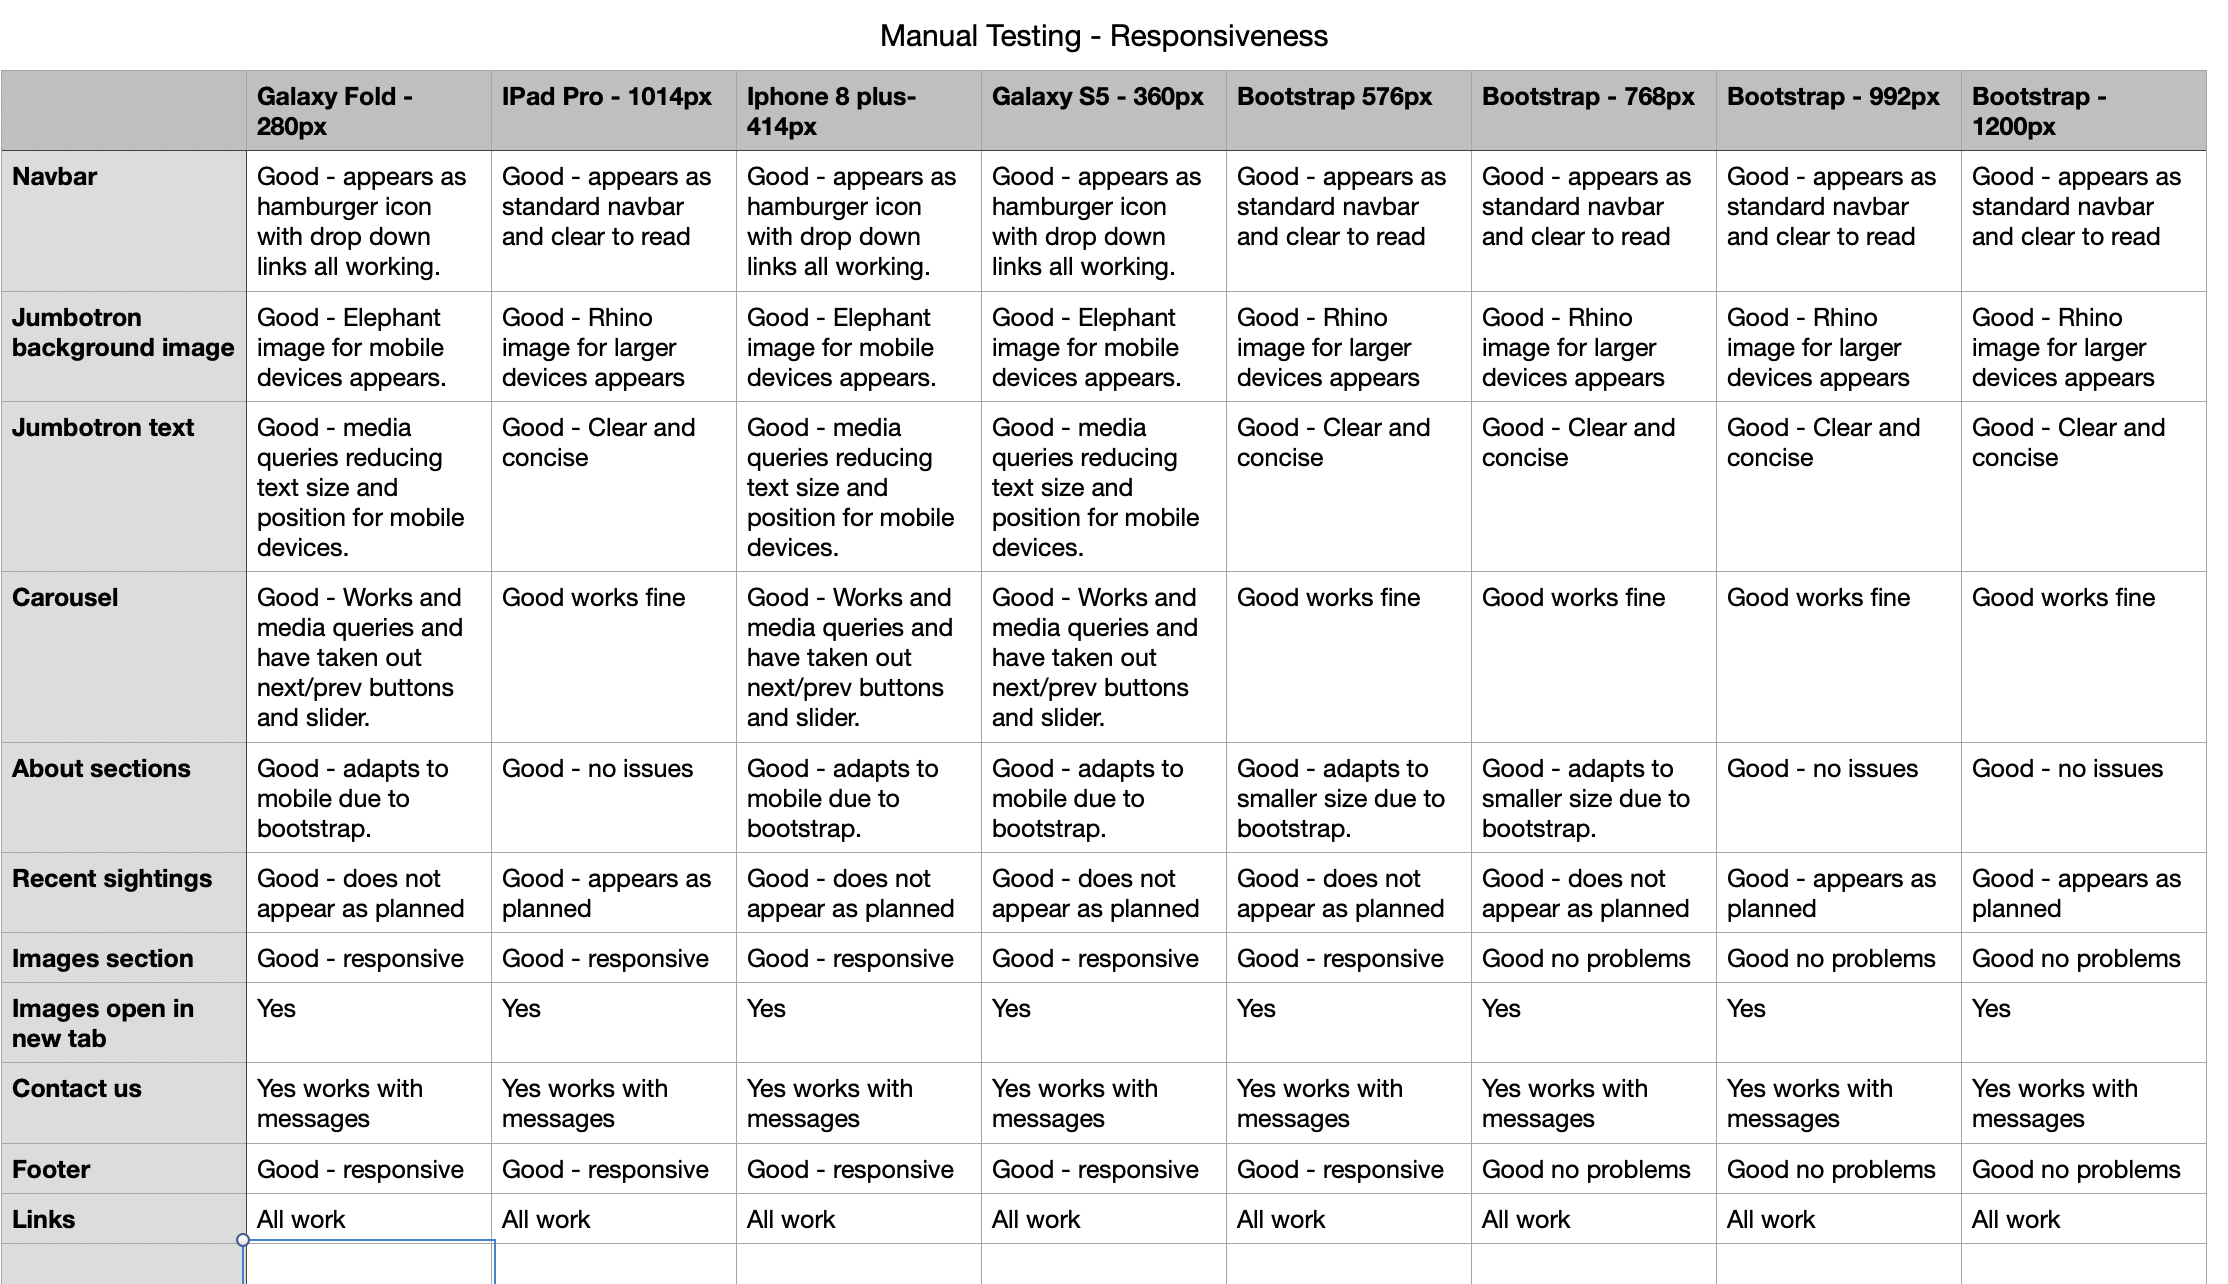 Manual Testing - Responsiveness
Galaxy Fold -
280px
IPad Pro - 1014px
Iphone 8 plus-
414px
Galaxy S5 - 360px
Bootstrap 576px
Bootstrap - 768px
Bootstrap - 992px
Bootstrap -
1200px
Navbar
Good - appears as
hamburger icon
with drop down
links all working.
Good - appears as
standard navbar
and clear to read
Good - appears as
hamburger icon
with drop down
links all working.
Good - appears as
hamburger icon
with drop down
links all working.
Good - appears as
standard navbar
and clear to read
Good - appears as
standard navbar
and clear to read
Good - appears as
standard navbar
and clear to read
Good - appears as
standard navbar
and clear to read
Jumbotron
background image
Good - Elephant
image for mobile
devices appears.
Good - Rhino
image for larger
devices appears
Good - Elephant
image for mobile
devices appears.
Good - Elephant
image for mobile
devices appears.
Good - Rhino
image for larger
devices appears
Good - Rhino
image for larger
devices appears
Good - Rhino
image for larger
devices appears
Good - Rhino
image for larger
devices appears
Jumbotron text
Good - media
queries reducing
text size and
position for mobile
devices.
Good - Clear and
concise
Good - media
queries reducing
text size and
position for mobile
devices.
Good - media
queries reducing
text size and
position for mobile
devices.
Good - Clear and
concise
Good - Clear and
concise
Good - Clear and
concise
Good - Clear and
concise
Carousel
Good - Works and
media queries and
have taken out
next/prev buttons
and slider.
Good works fine
Good - Works and
media queries and
have taken out
next/prev buttons
and slider.
Good - Works and
media queries and
have taken out
next/prev buttons
and slider.
Good works fine
Good works fine
Good works fine
Good works fine
About sections
Good - adapts to
mobile due to
bootstrap.
Good - no issues
Good - adapts to
mobile due to
bootstrap.
Good - adapts to
mobile due to
bootstrap.
Good - adapts to
smaller size due to
bootstrap.
Good - adapts to
smaller size due to
bootstrap.
Good - no issues
Good - no issues
Recent sightings
Good - does not
appear as planned
Good - appears as
planned
Good - does not
appear as planned
Good - does not
appear as planned
Good - does not
appear as planned
Good - does not
appear as planned
Good - appears as
planned
Good - appears as
planned
Images section
Good - responsive
Good - responsive
Good - responsive
Good - responsive
Good - responsive
Good no problems
Good no problems
Good no problems
Images open in
new tab
Yes
Yes
Yes
Yes
Yes
Yes
Yes
Yes
Contact us
Yes works with
messages
Yes works with
messages
Yes works with
messages
Yes works with
messages
Yes works with
messages
Yes works with
messages
Yes works with
messages
Yes works with
messages
Footer
Good - responsive
Good - responsive
Good - responsive
Good - responsive
Good - responsive
Good no problems
Good no problems
Good no problems
Links
All work
All work
All work
All work
All work
All work
All work
All work